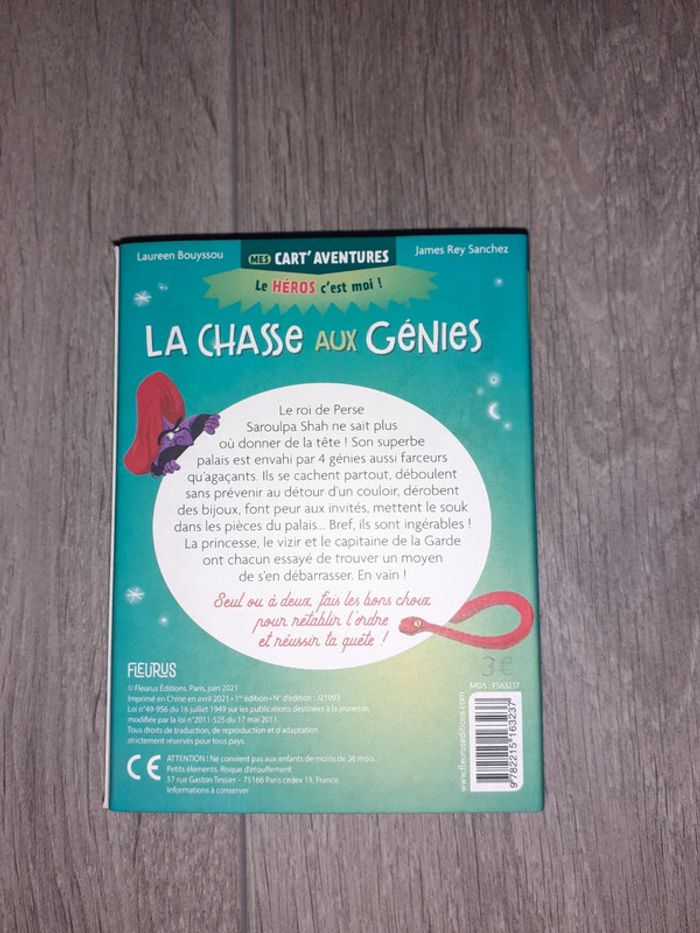 Laureen Bouyssou
MES CART'AVENTURES
James Rey Sanchez
Le HÉROS c'est moi !
LA CHASSE AUX GÉNIES
Le roi de Perse
Saroulpa Shah ne sait plus
où donner de la tête ! Son superbe
palais est envahi par 4 génies aussi farceurs
qu'agaçants. Ils se cachent partout, déboulent
sans prévenir au détour d'un couloir, dérobent
des bijoux, font peur aux invités, mettent le souk
dans les pièces du palais... Bref, ils sont ingérables !
La princesse, le vizir et le capitaine de la Garde
ont chacun essayé de trouver un moyen
de s'en débarrasser. En vain !
Seul ou à deux, fais les bons choix
pour rétablir l'ordre
et réussir ta quête !
3€
FLEURUS
© Fleurus Éditions, Paris, juin 2021
Imprimé en Chine en avril 2021 • 1re édition • N° d'édition : J21093
Loi n°49-956 du 16 juillet 1949 sur les publications destinées à la jeunesse,
modifiée par la loi n°2011-525 du 17 mai 2011.
Tous droits de traduction, de reproduction et d'adaptation
strictement réservés pour tous pays.
CE
ATTENTION ! Ne convient pas aux enfants de moins de 36 mois.
Petits éléments. Risque d'étouffement.
57 rue Gaston Tessier – 75166 Paris cedex 19, France.
Informations à conserver
MDS : FS63237
www.fleuruseditions.com
9 782215 163237